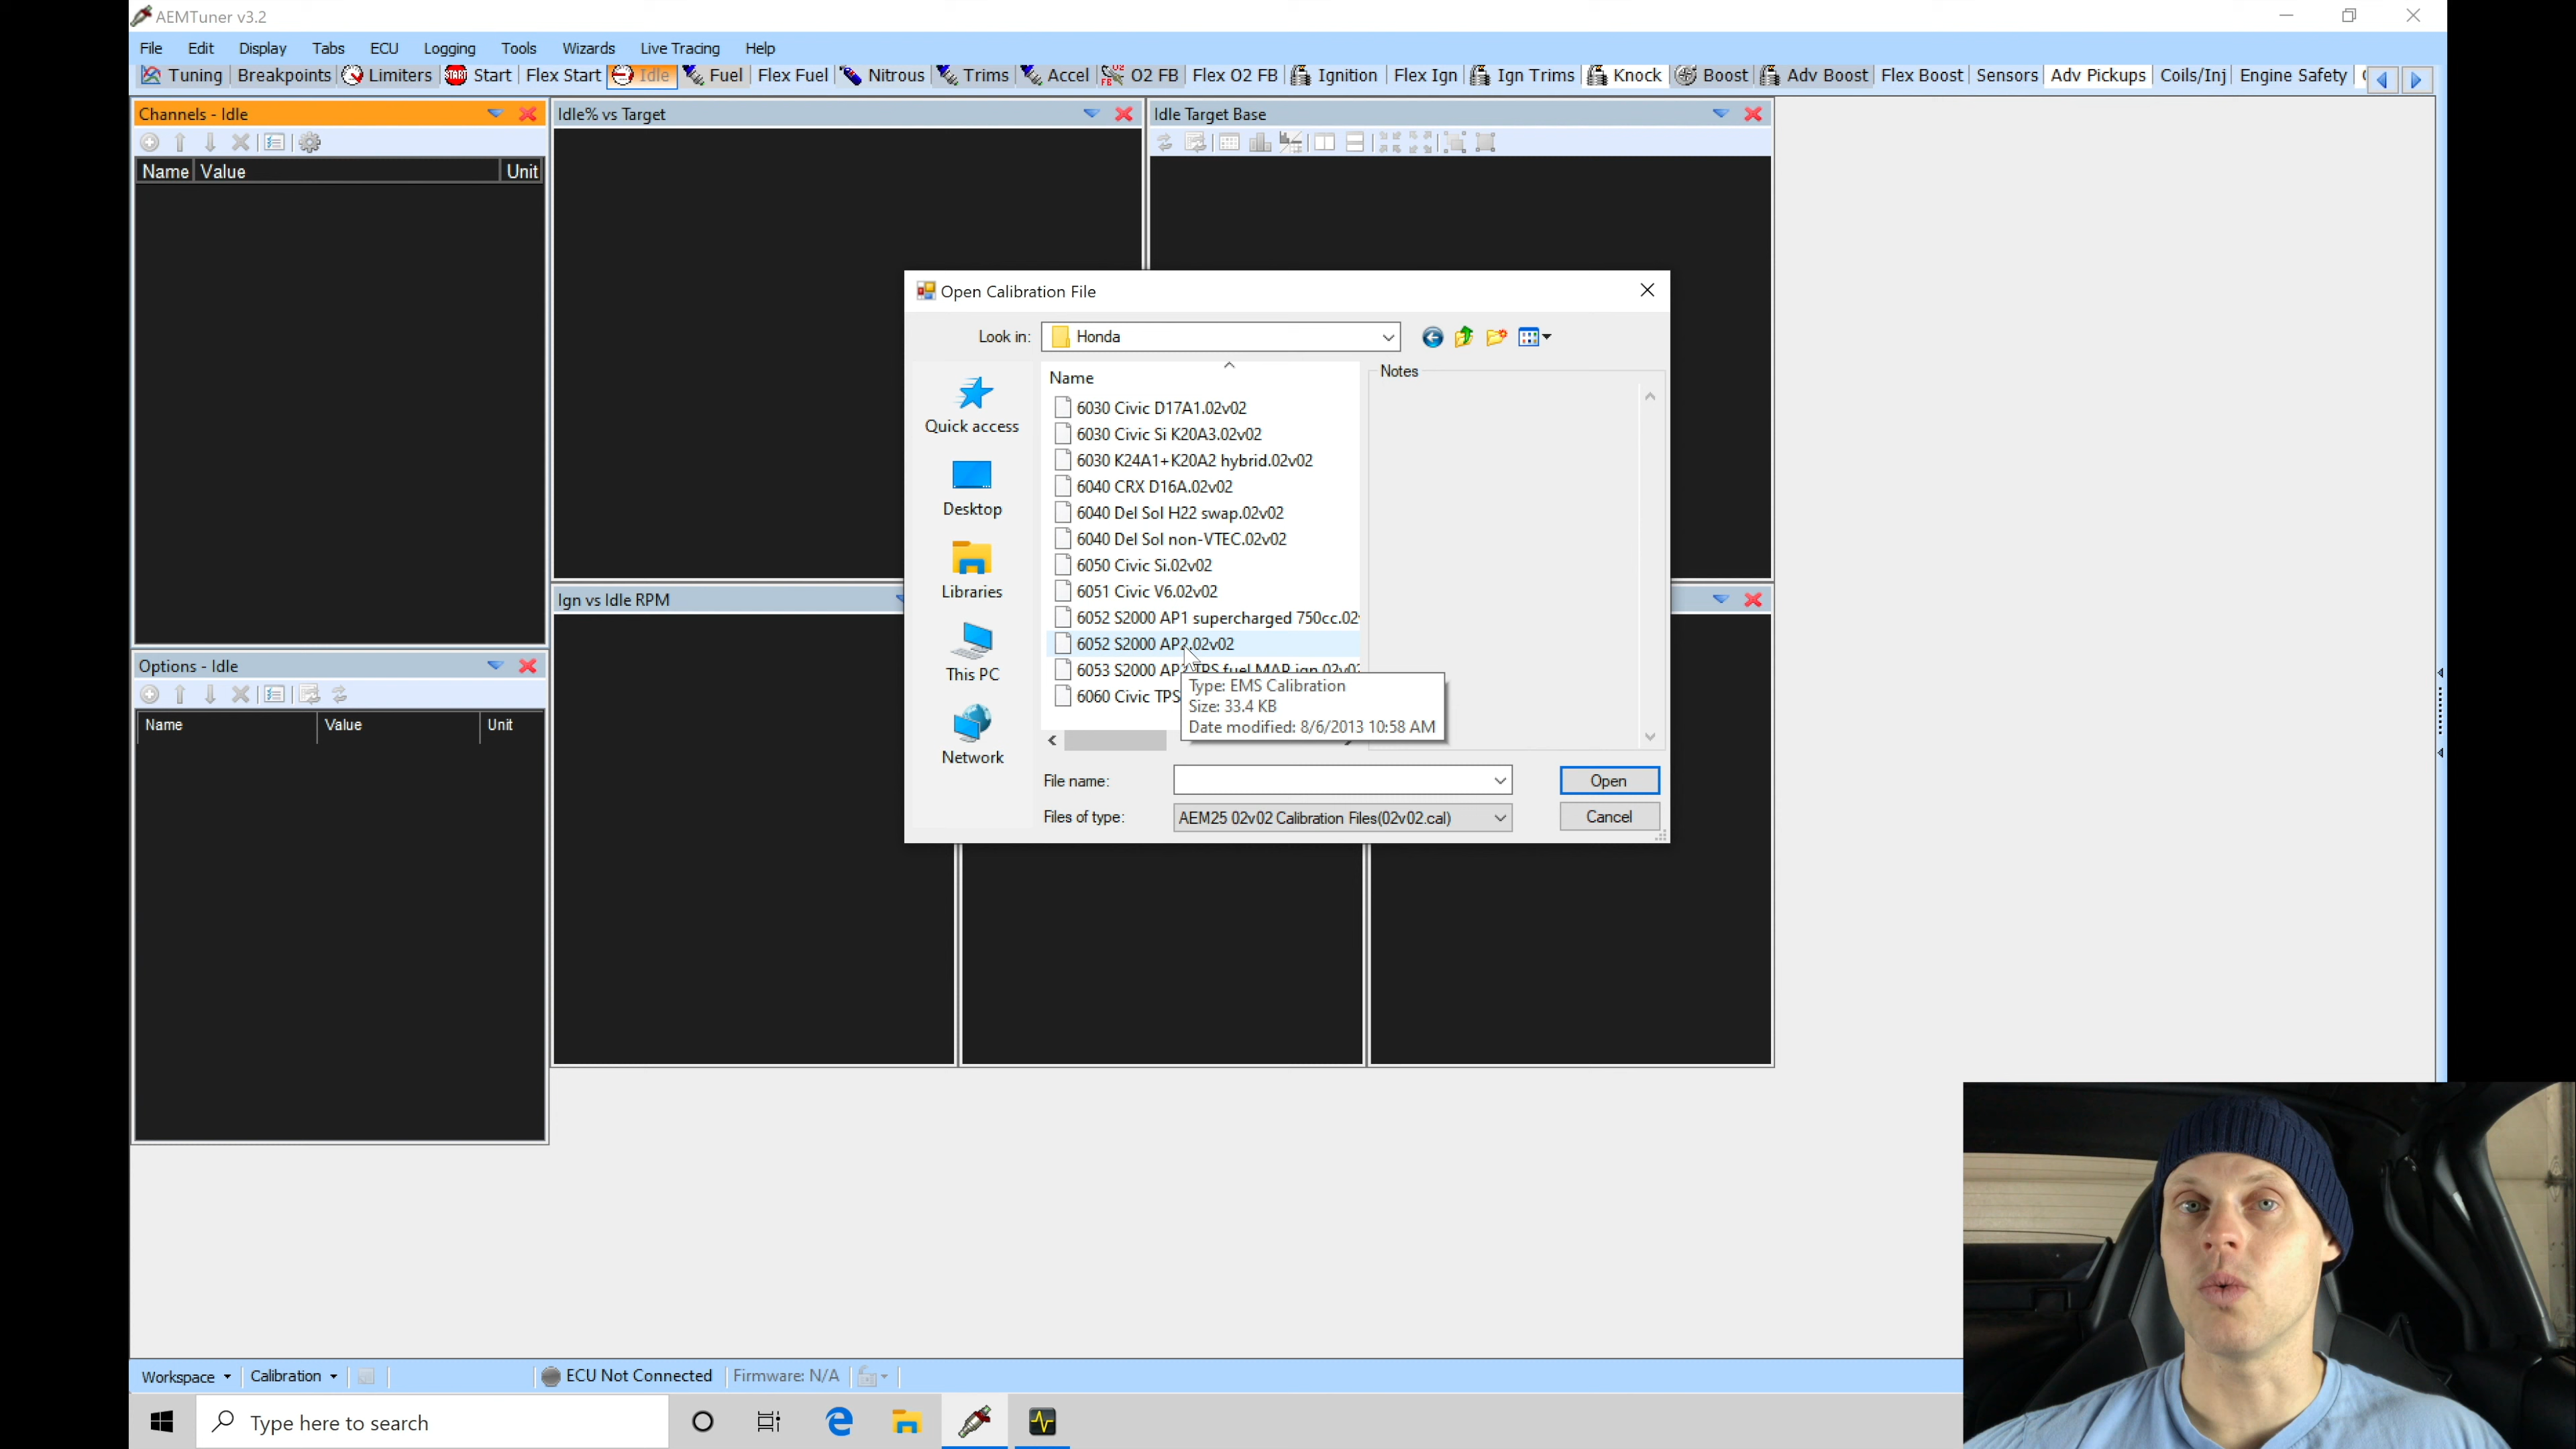 AEMTuner v3.2
File Edit Display Tabs ECU Logging Tools Wizards Live Tracing Help
Tuning Breakpoints Limiters START Start Flex Start Idle Fuel Flex Fuel Nitrous Trims Accel O2 FB Flex O2 FB Ignition Flex Ign Ign Trims Knock Boost Adv Boost Flex Boost Sensors Adv Pickups Coils/Inj Engine Safety
Channels - Idle
Name Value Unit
Idle% vs Target
Idle Target Base
Open Calibration File
Look in: Honda
Quick access
Desktop
Libraries
This PC
Network
Name
6030 Civic D17A1.02v02
6030 Civic Si K20A3.02v02
6030 K24A1+K20A2 hybrid.02v02
6040 CRX D16A.02v02
6040 Del Sol H22 swap.02v02
6040 Del Sol non-VTEC.02v02
6050 Civic Si.02v02
6051 Civic V6.02v02
6052 S2000 AP1 supercharged 750cc.02
6052 S2000 AP2.02v02
6053 S2000 AP2 TPS fuel MAP ign.02v02
6060 Civic TPS
Type: EMS Calibration
Size: 33.4 KB
Date modified: 8/6/2013 10:58 AM
Notes
File name: Open
Files of type: AEM25 02v02 Calibration Files(02v02.cal) Cancel
Ign vs Idle RPM
Options - Idle
Name Value Unit
Workspace Calibration ECU Not Connected Firmware: N/A
Type here to search